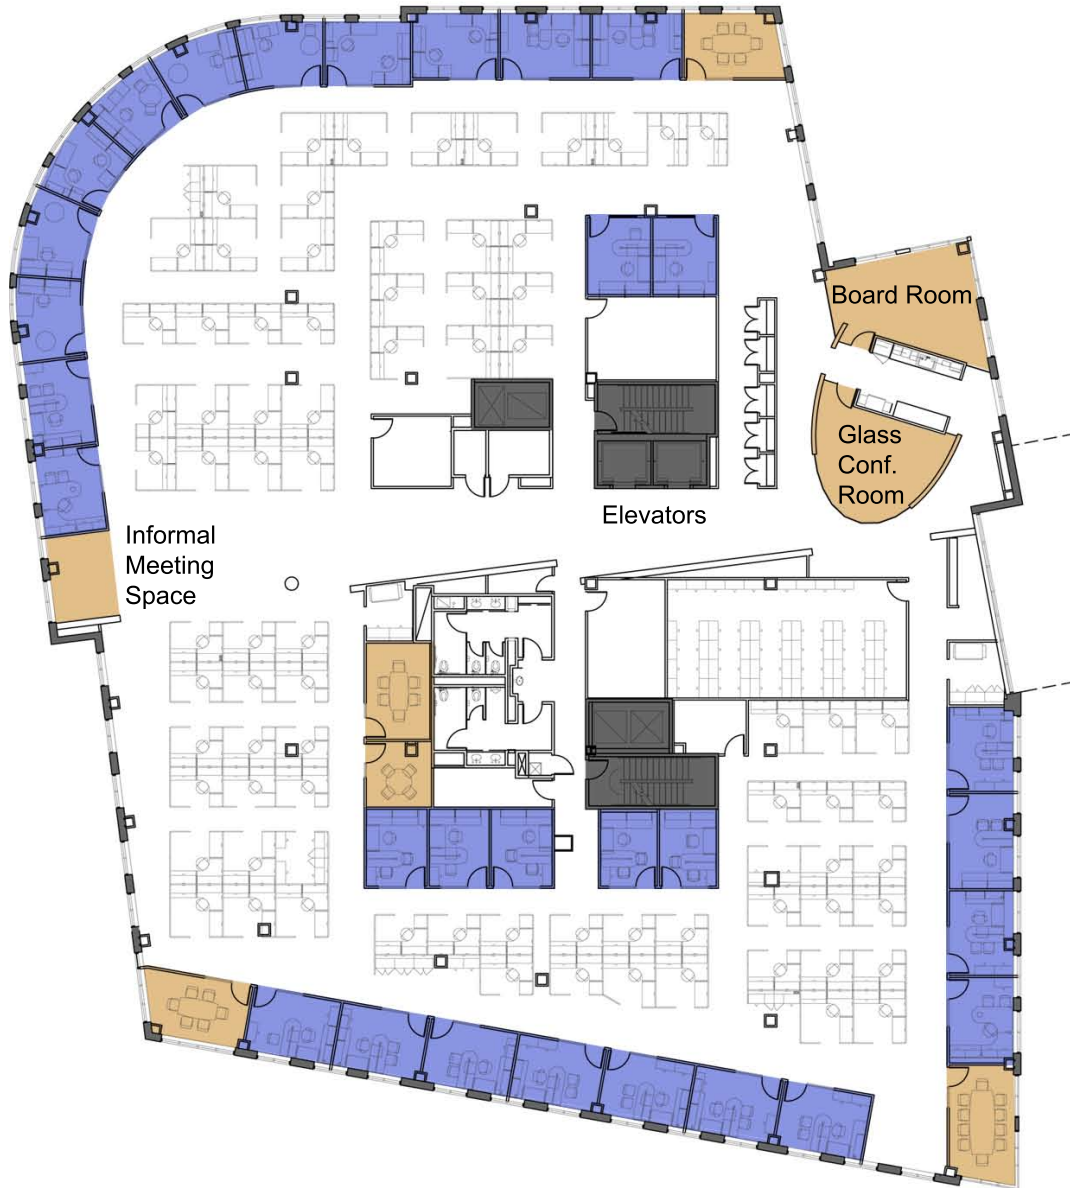 Board Room
Glass
Conf.
Room
Elevators
Informal
Meeting
Space